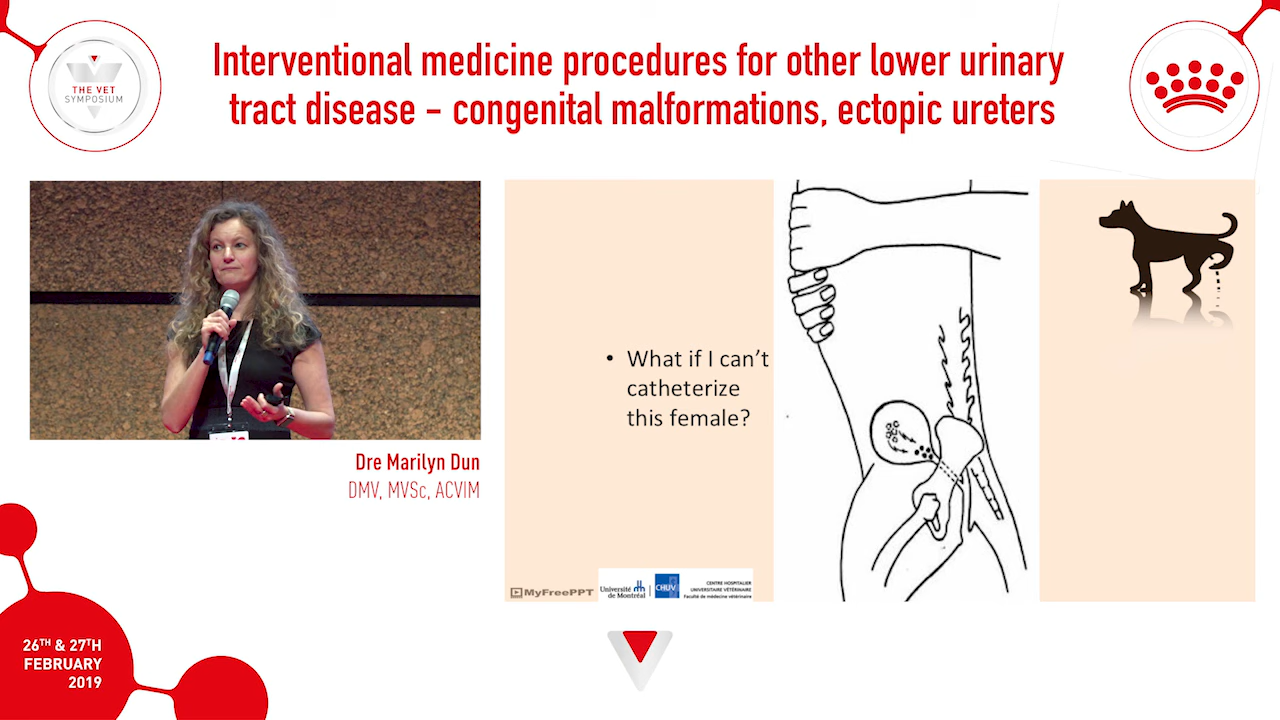 Interventional medicine procedures for other lower urinary
tract disease – congenital malformations, ectopic ureters
THE VET
SYMPOSIUM
Dre Marilyn Dun
DMV, MVSc, ACVIM
• What if I can't
catheterize
this female?
MyFreePPT
Université
de Montréal
CHUV
CENTRE HOSPITALIER
UNIVERSITAIRE VÉTÉRINAIRE
Faculté de médecine vétérinaire
26TH & 27TH
FEBRUARY
2019